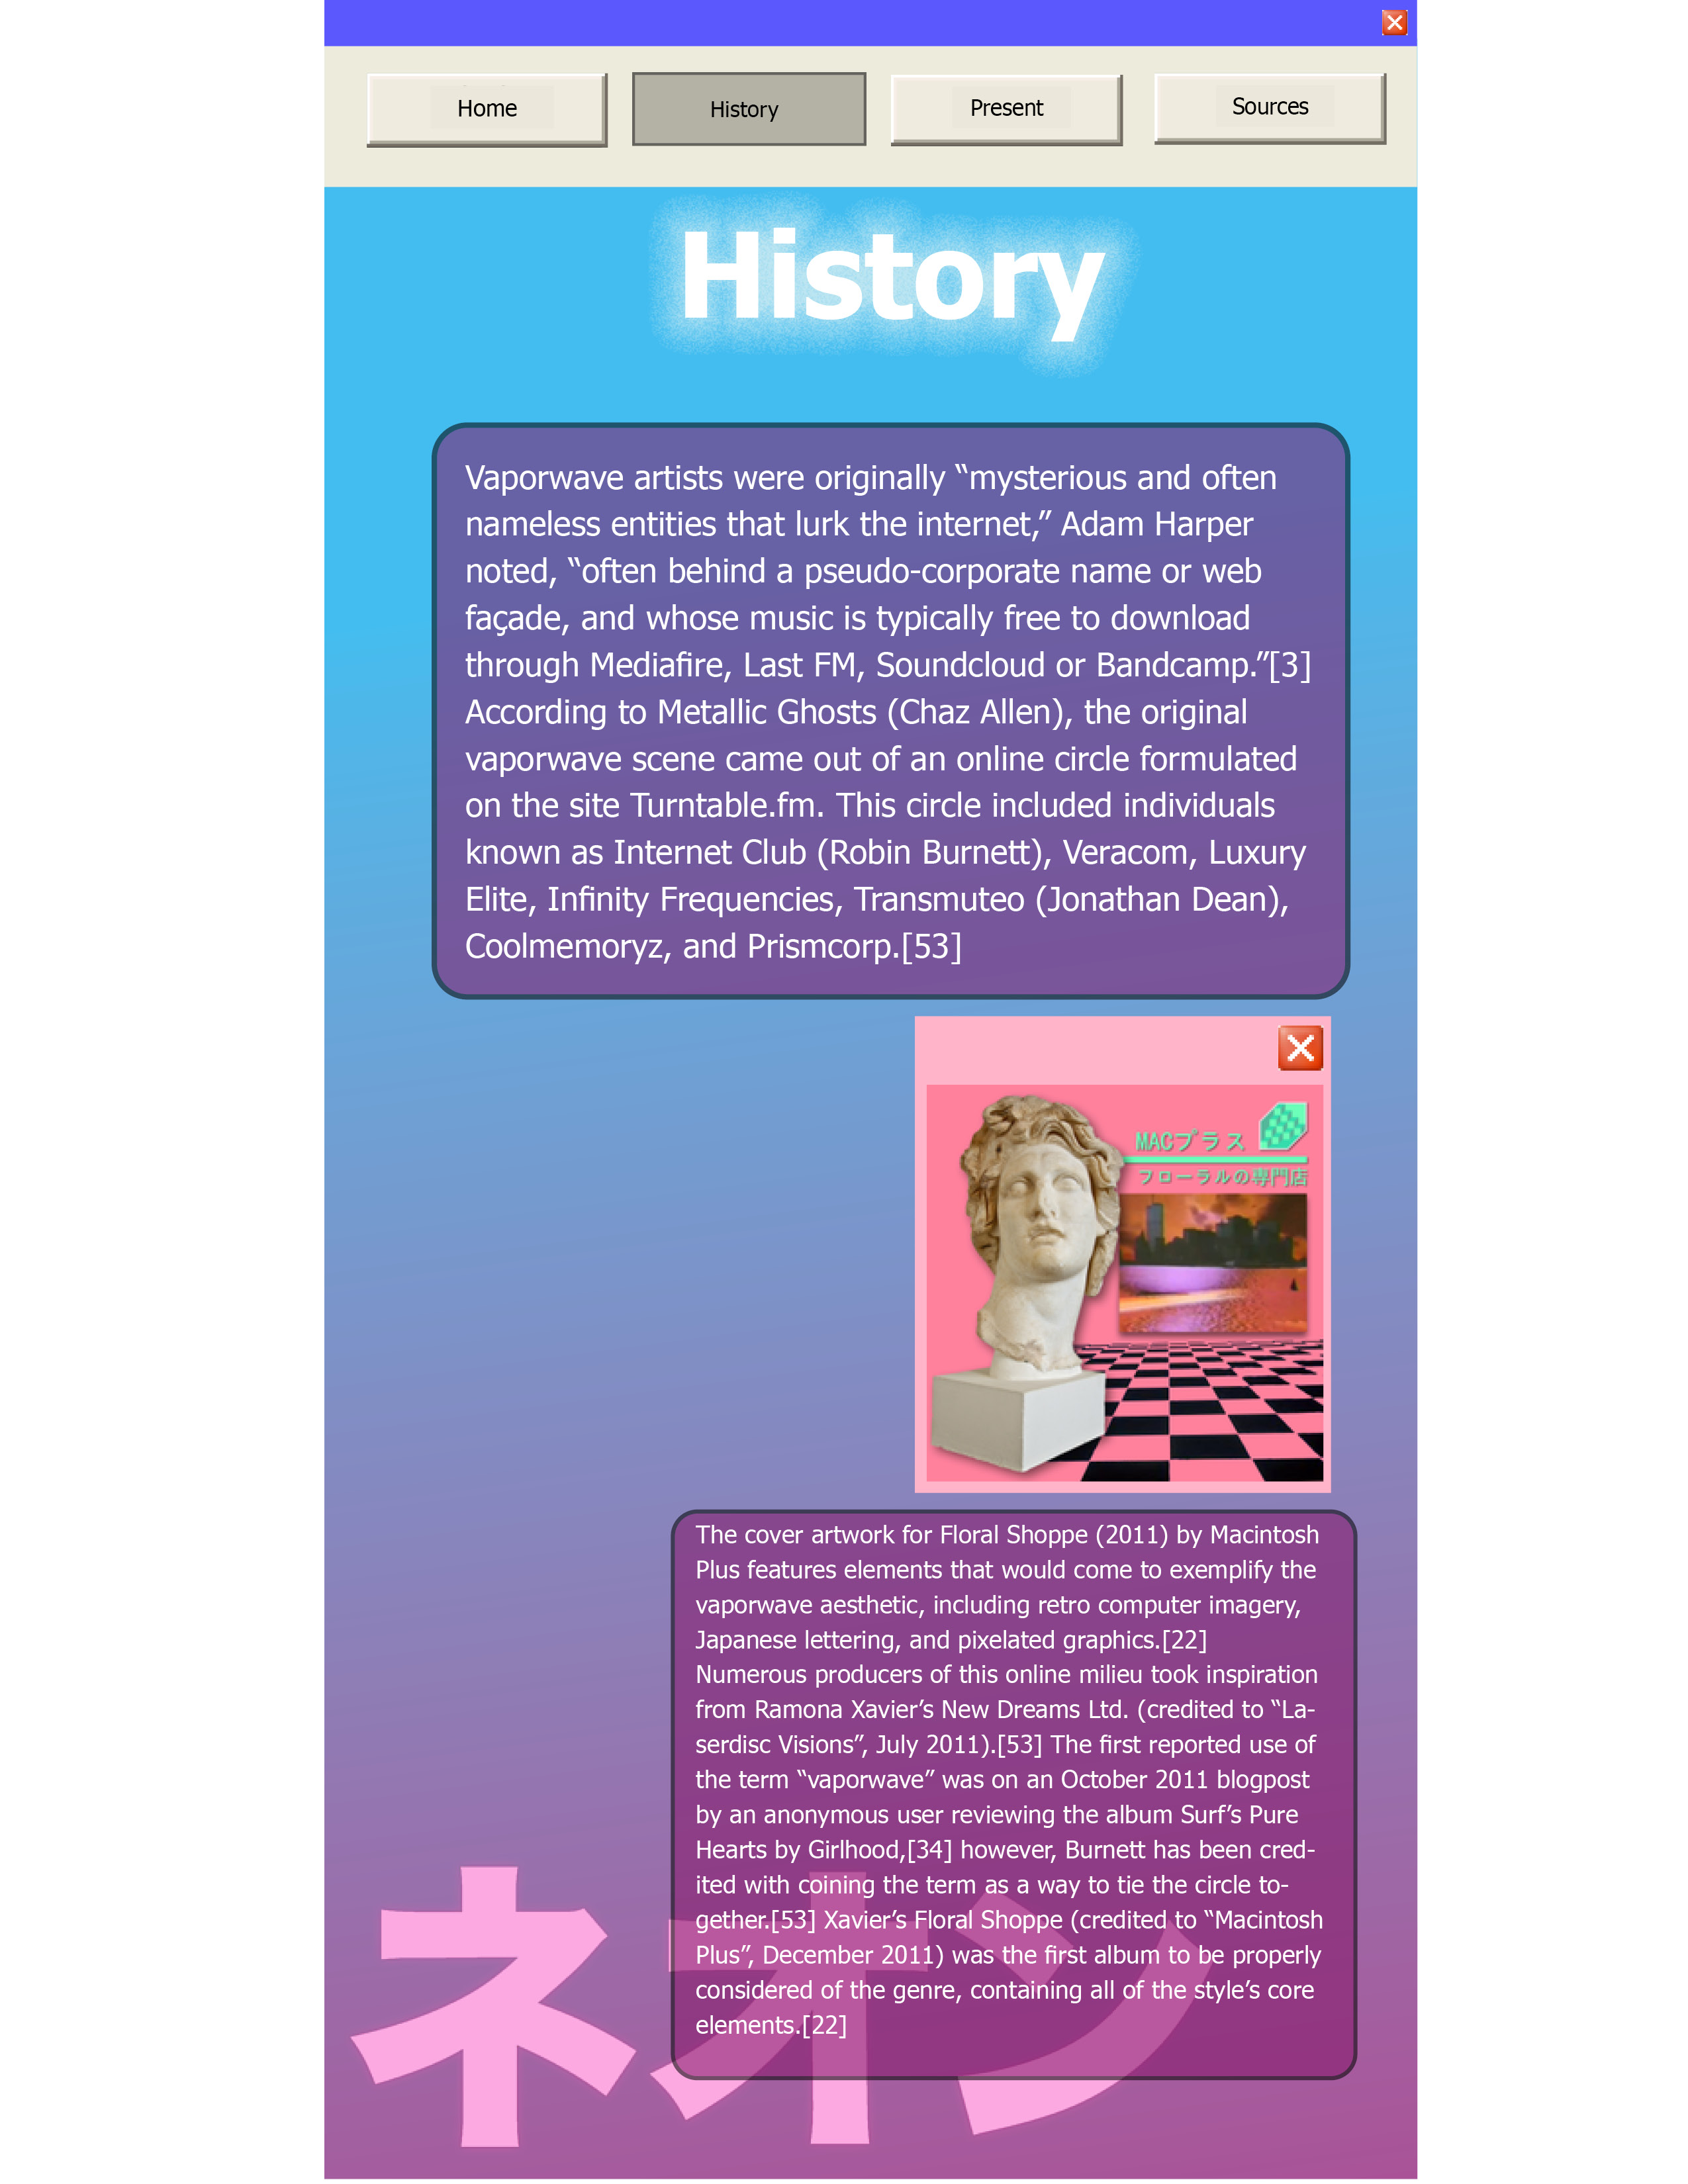 Home
History
Present
Sources
History
Vaporwave artists were originally “mysterious and often
nameless entities that lurk the internet,” Adam Harper
noted, “often behind a pseudo-corporate name or web
façade, and whose music is typically free to download
through Mediafire, Last FM, Soundcloud or Bandcamp.”[3]
According to Metallic Ghosts (Chaz Allen), the original
vaporwave scene came out of an online circle formulated
on the site Turntable.fm. This circle included individuals
known as Internet Club (Robin Burnett), Veracom, Luxury
Elite, Infinity Frequencies, Transmuteo (Jonathan Dean),
Coolmemoryz, and Prismcorp.[53]
MACプラス
フローラルの専門店
The cover artwork for Floral Shoppe (2011) by Macintosh
Plus features elements that would come to exemplify the
vaporwave aesthetic, including retro computer imagery,
Japanese lettering, and pixelated graphics.[22]
Numerous producers of this online milieu took inspiration
from Ramona Xavier’s New Dreams Ltd. (credited to “La-
serdisc Visions”, July 2011).[53] The first reported use of
the term “vaporwave” was on an October 2011 blogpost
by an anonymous user reviewing the album Surf’s Pure
Hearts by Girlhood,[34] however, Burnett has been cred-
ited with coining the term as a way to tie the circle to-
gether.[53] Xavier’s Floral Shoppe (credited to “Macintosh
Plus”, December 2011) was the first album to be properly
considered of the genre, containing all of the style’s core
elements.[22]
ネオン